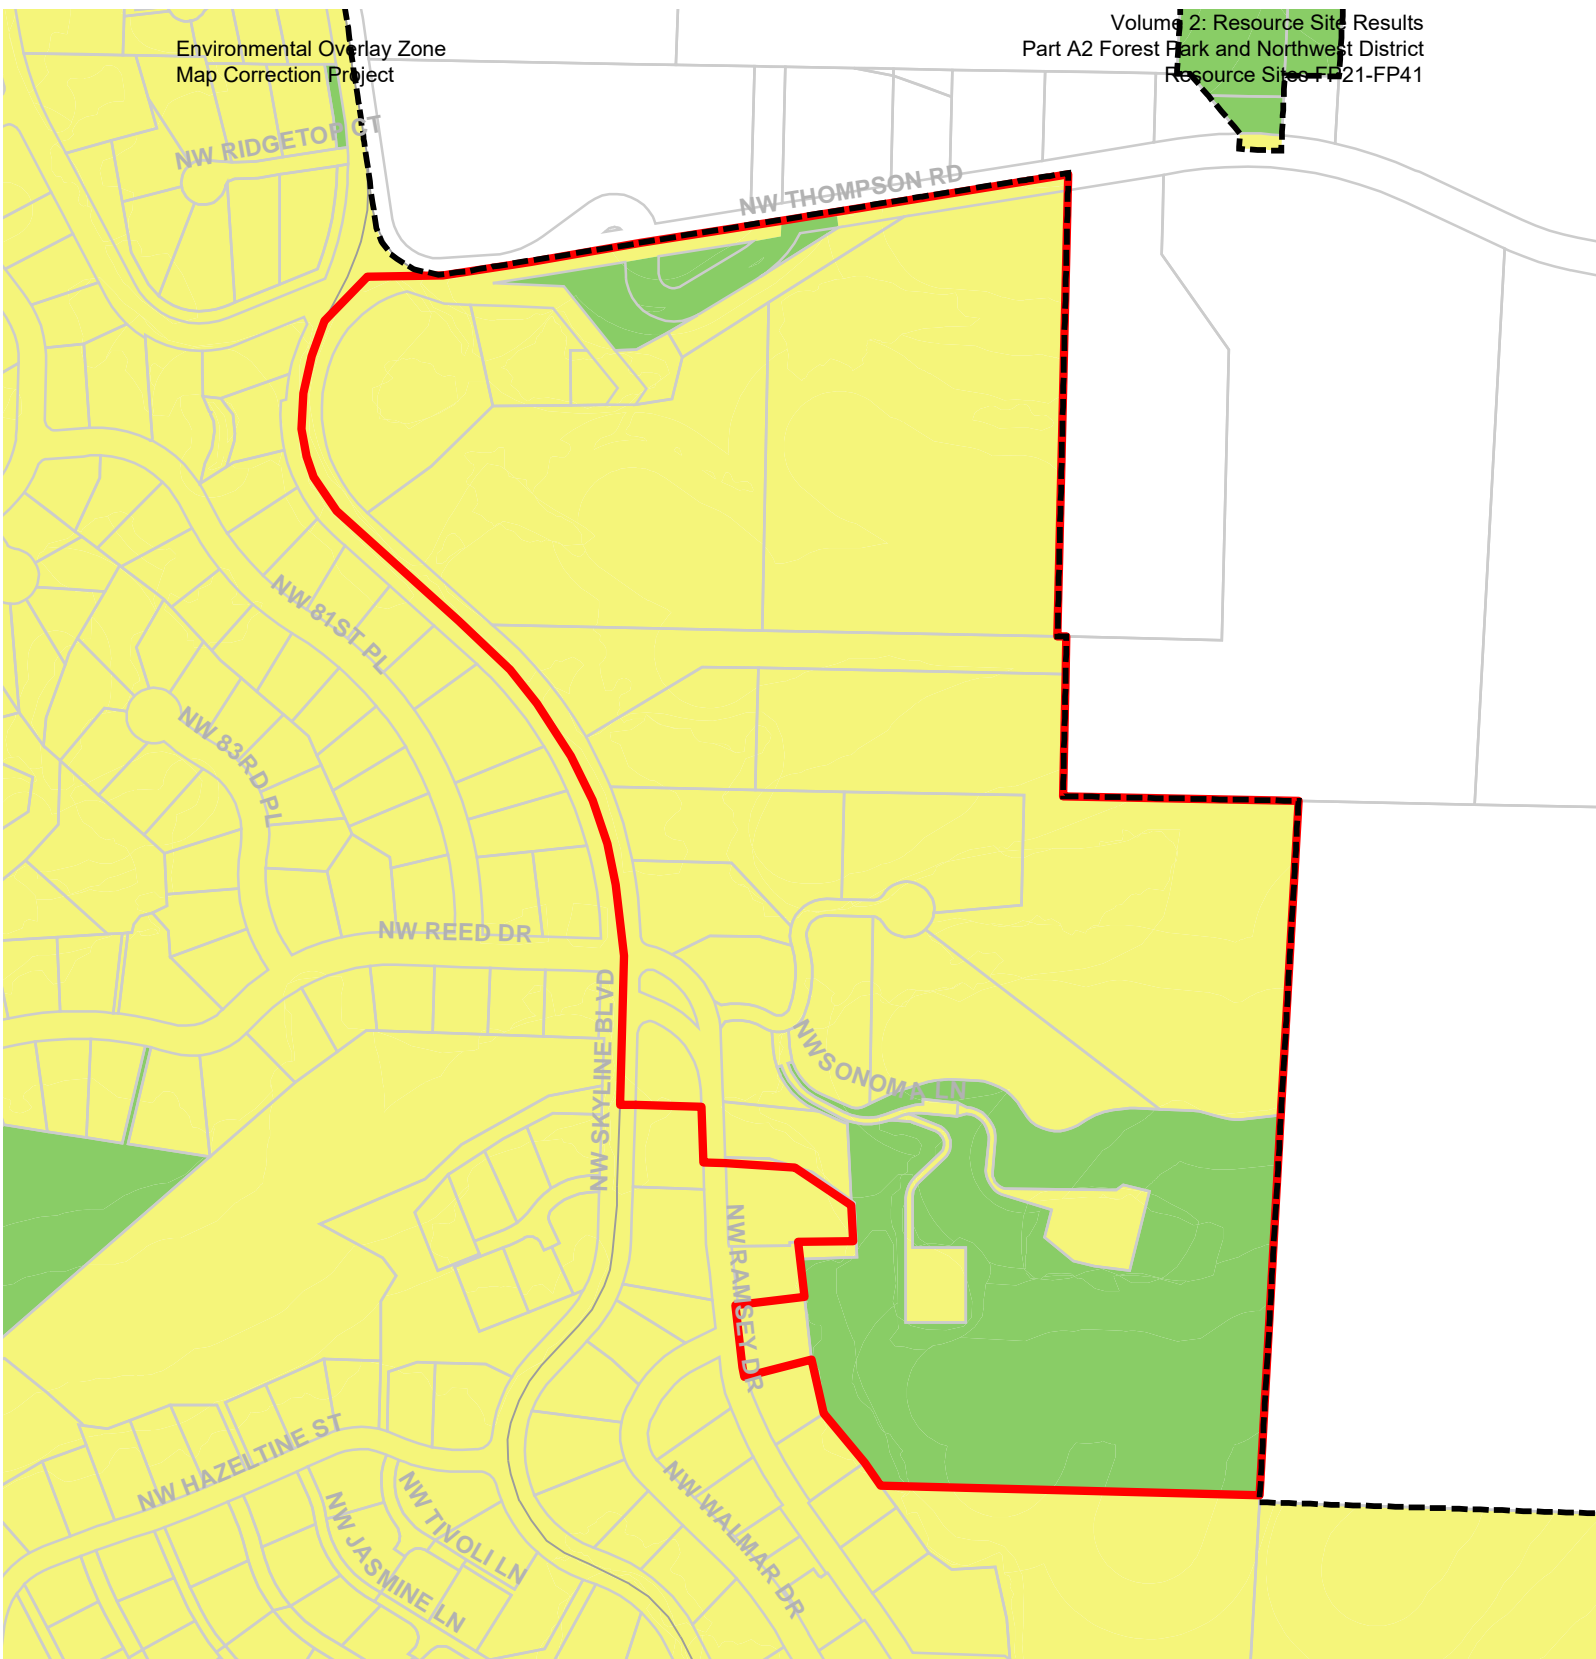 Environmental Overlay Zone
Map Correction Project
Volume 2: Resource Site Results
Part A2 Forest Park and Northwest District
Resource Sites FP21-FP41
NW RIDGETOP CT
NW THOMPSON RD
NW 81ST PL
NW 83RD PL
NW REED DR
NW SKYLINE BLVD
NW SONOMA LN
NW RAMSEY DR
NW HAZELTINE ST
NW TIVOLI LN
NW JASMINE LN
NW WALMAR DR